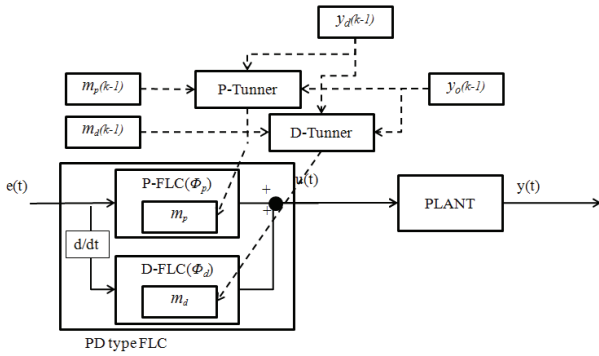 y_d(k-1)
m_p(k-1)
P-Tunner
y_o(k-1)
m_d(k-1)
D-Tunner
e(t)
P-FLC(Φ_p)
m_p
+
u(t)
+
PLANT
y(t)
d/dt
D-FLC(Φ_d)
m_d
PD type FLC